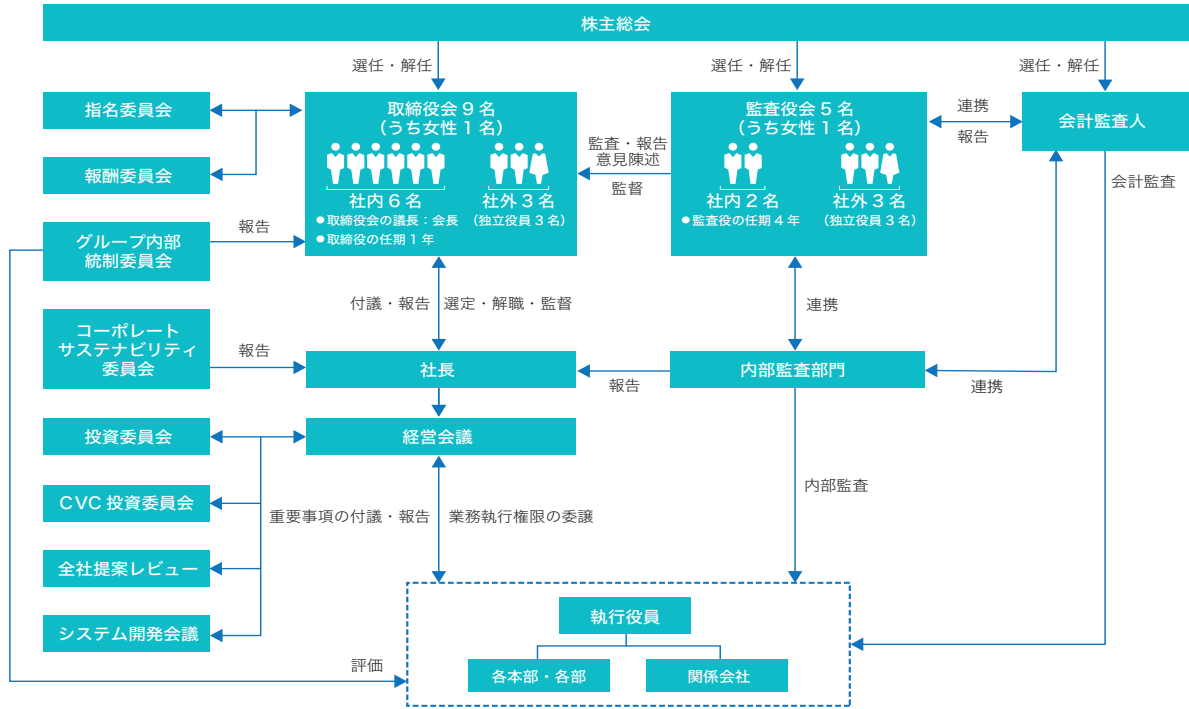 株主総会
選任・解任
選任・解任
選任・解任
指名委員会
報酬委員会
グループ内部
統制委員会
コーポレート
サステナビリティ
委員会
投資委員会
CVC 投資委員会
全社提案レビュー
システム開発会議
報告
報告
取締役会 9 名
（うち女性 1 名）
社内 6 名
社外 3 名
（独立役員 3 名）
●取締役会の議長：会長
●取締役の任期 1 年
監査・報告
意見陳述
監督
監査役会 5 名
（うち女性 1 名）
社内 2 名
社外 3 名
（独立役員 3 名）
●監査役の任期 4 年
連携
報告
会計監査人
会計監査
付議・報告
選定・解職・監督
連携
社長
報告
内部監査部門
連携
経営会議
重要事項の付議・報告
業務執行権限の委譲
内部監査
執行役員
各本部・各部
関係会社
評価